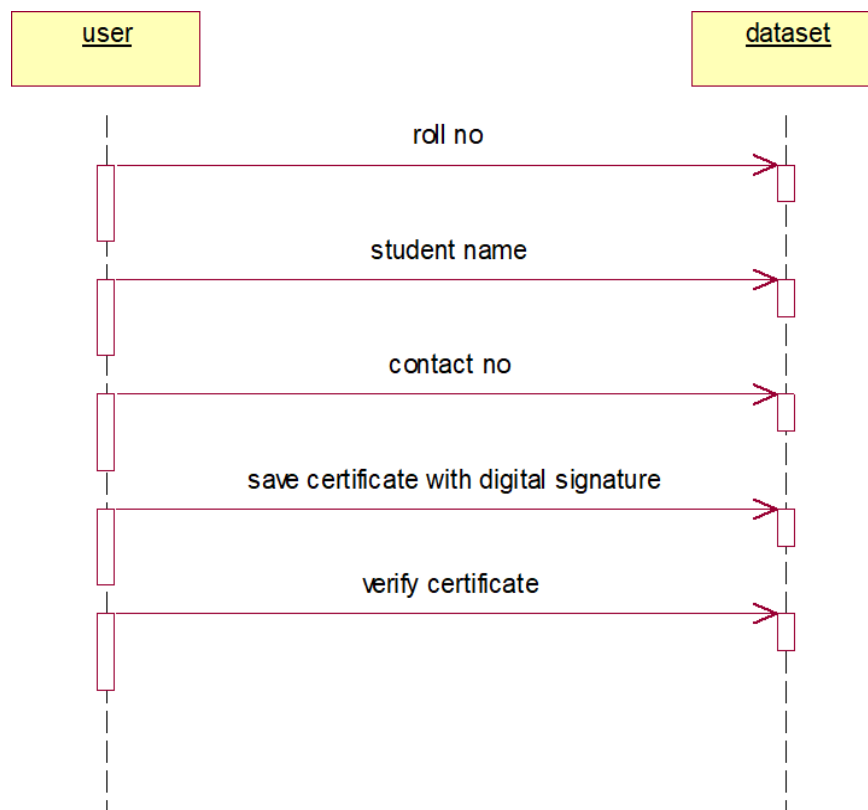 user
dataset
roll no
student name
contact no
save certificate with digital signature
verify certificate